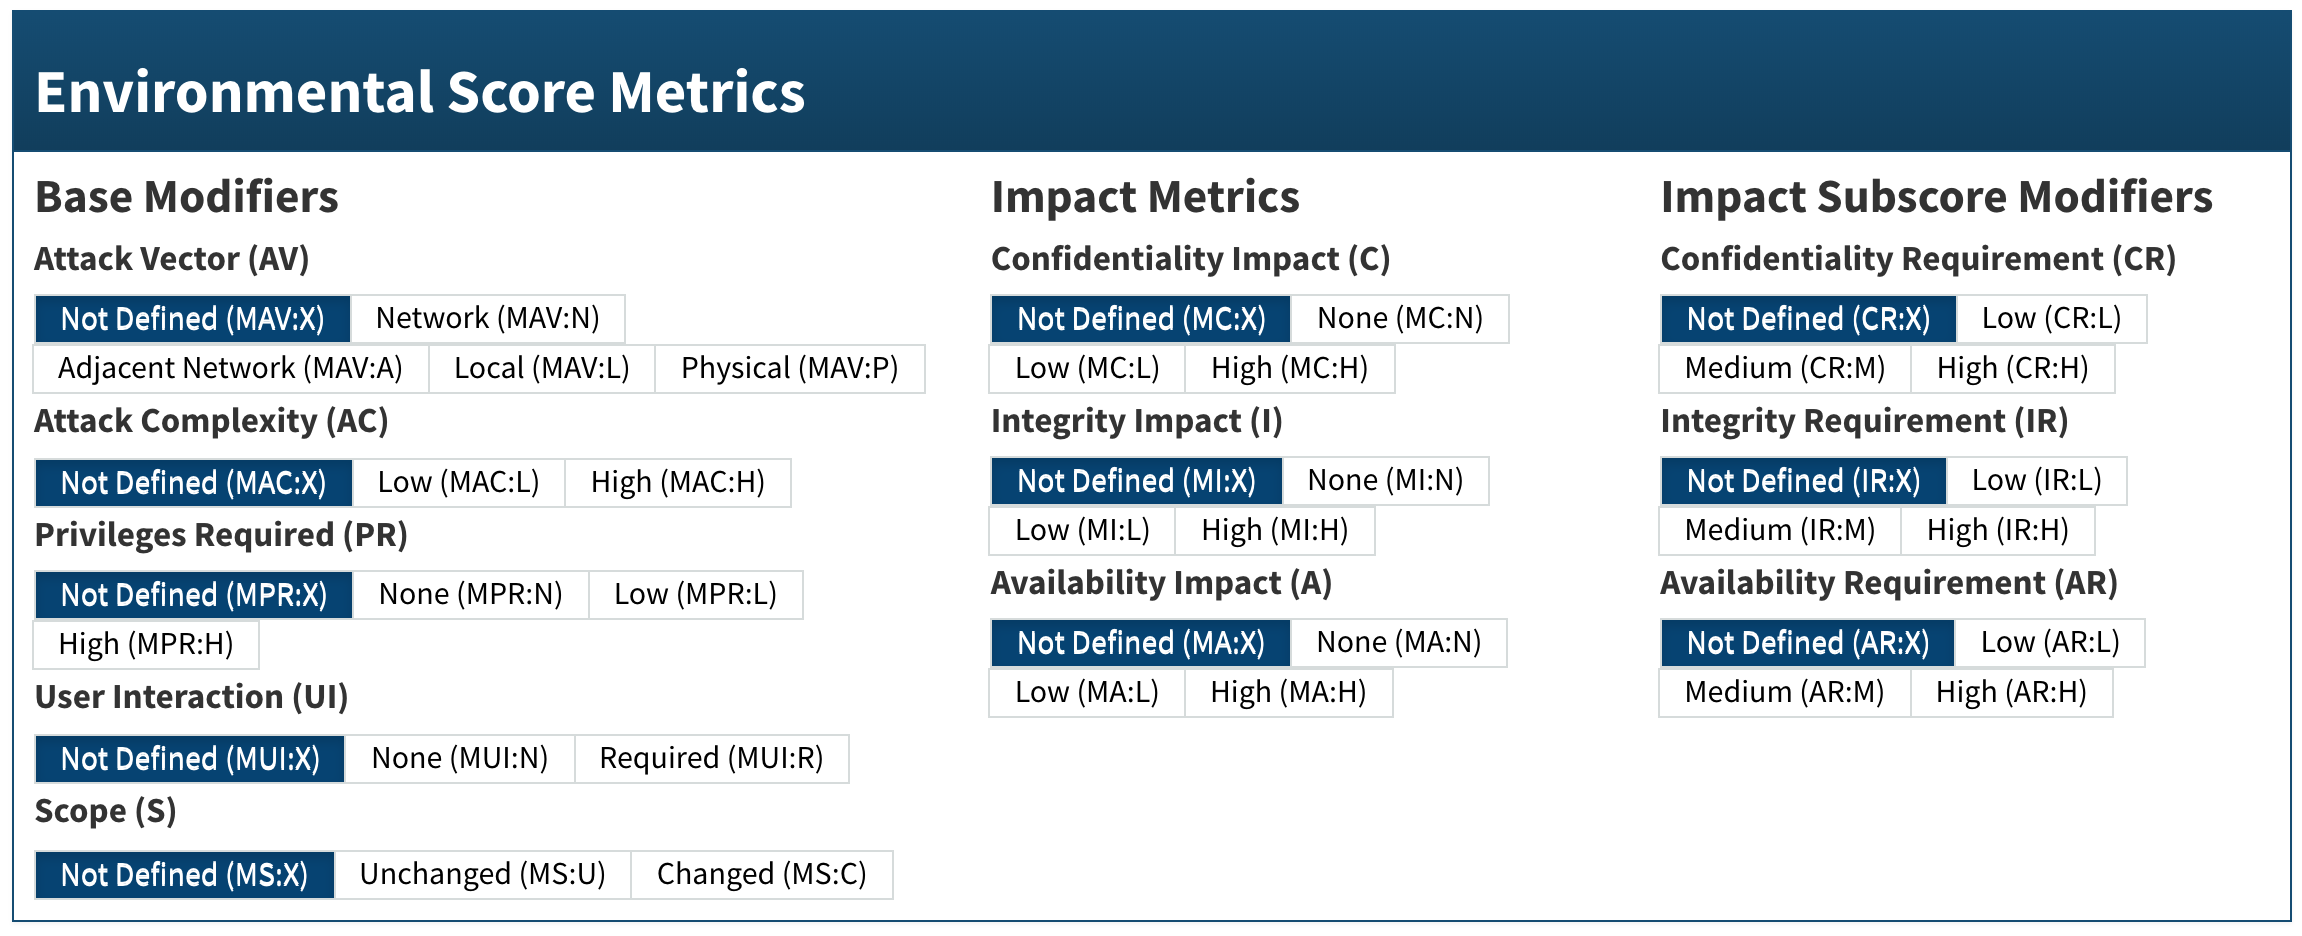 Environmental Score Metrics
Base Modifiers
Attack Vector (AV)
Not Defined (MAV:X) Network (MAV:N)
Adjacent Network (MAV:A) Local (MAV:L) Physical (MAV:P)
Attack Complexity (AC)
Not Defined (MAC:X) Low (MAC:L) High (MAC:H)
Privileges Required (PR)
Not Defined (MPR:X) None (MPR:N) Low (MPR:L)
High (MPR:H)
User Interaction (UI)
Not Defined (MUI:X) None (MUI:N) Required (MUI:R)
Scope (S)
Not Defined (MS:X) Unchanged (MS:U) Changed (MS:C)
Impact Metrics
Confidentiality Impact (C)
Not Defined (MC:X) None (MC:N)
Low (MC:L) High (MC:H)
Integrity Impact (I)
Not Defined (MI:X) None (MI:N)
Low (MI:L) High (MI:H)
Availability Impact (A)
Not Defined (MA:X) None (MA:N)
Low (MA:L) High (MA:H)
Impact Subscore Modifiers
Confidentiality Requirement (CR)
Not Defined (CR:X) Low (CR:L)
Medium (CR:M) High (CR:H)
Integrity Requirement (IR)
Not Defined (IR:X) Low (IR:L)
Medium (IR:M) High (IR:H)
Availability Requirement (AR)
Not Defined (AR:X) Low (AR:L)
Medium (AR:M) High (AR:H)